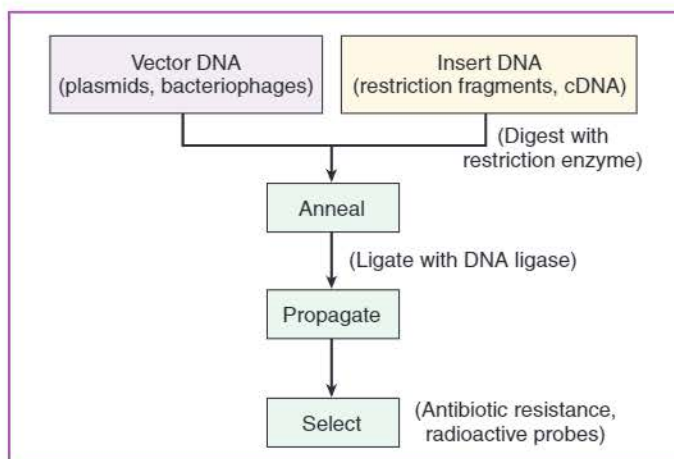 Vector DNA
(plasmids, bacteriophages)
Insert DNA
(restriction fragments, cDNA)
(Digest with
restriction enzyme)
Anneal
(Ligate with DNA ligase)
Propagate
Select
(Antibiotic resistance,
radioactive probes)